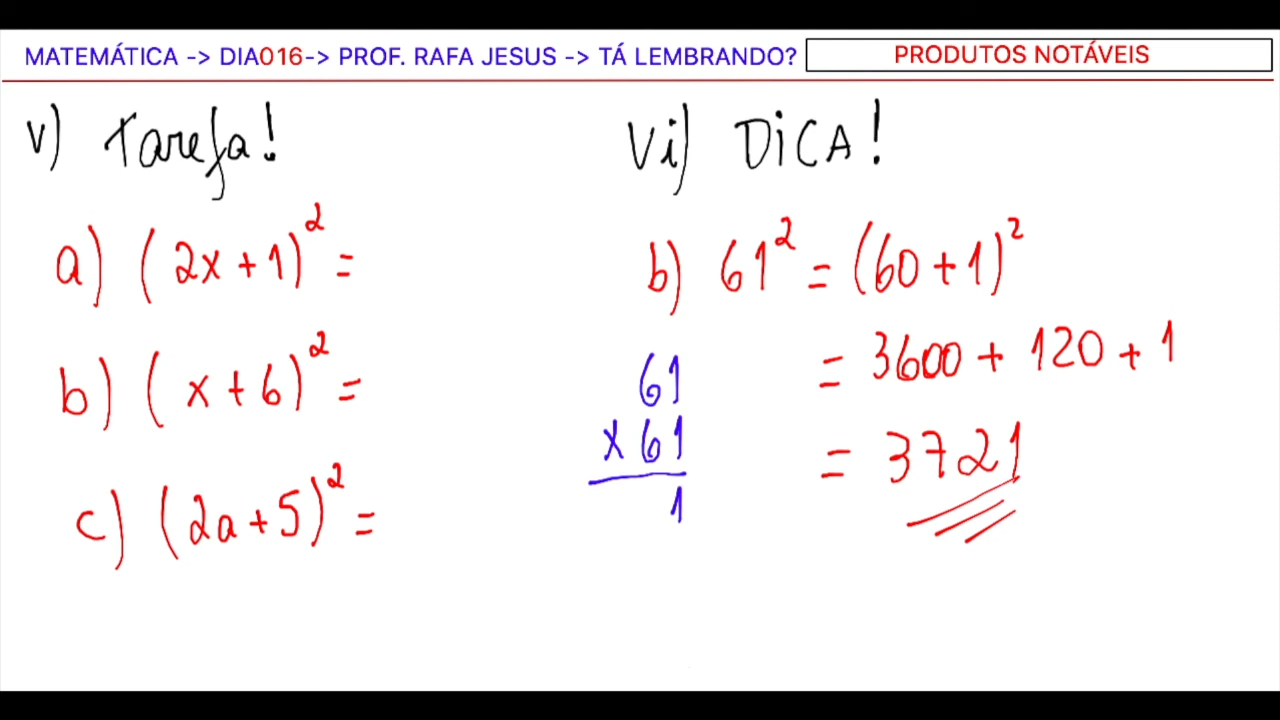 MATEMÁTICA -> DIA016-> PROF. RAFA JESUS -> TÁ LEMBRANDO?
PRODUTOS NOTÁVEIS
v) Tarefa!
a) (2x+1)² =
b) (x+6)² =
c) (2a+5)² =
Vi) DiCA!
b) 61² = (60+1)²
= 3600 + 120 + 1
= 3721
61
x 61
1